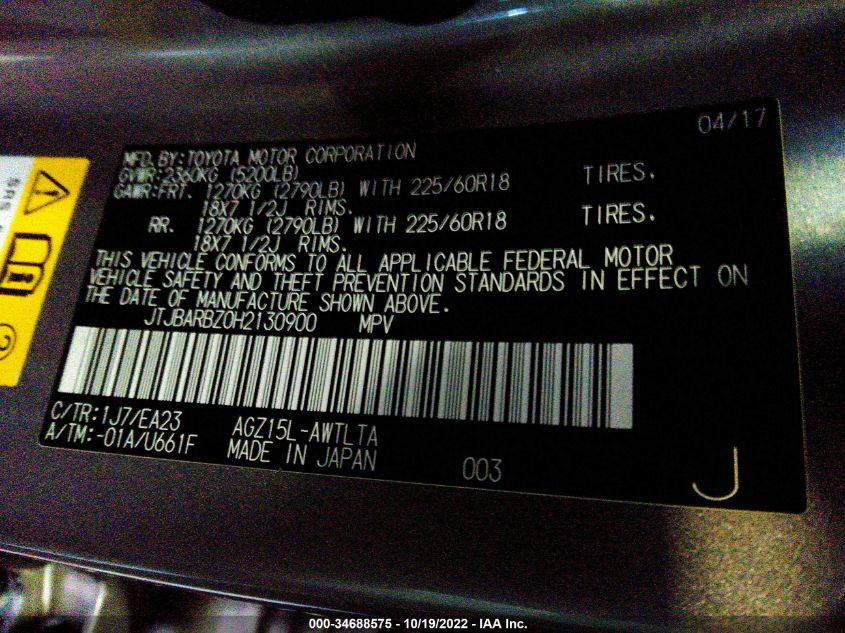 04/17
MFD. BY: TOYOTA MOTOR CORPORATION
GVWR: 2360KG (5200LB)
GAWR: FRT. 1270KG (2790LB) WITH 225/60R18 TIRES.
18X7 1/2J RIMS.
RR. 1270KG (2790LB) WITH 225/60R18 TIRES.
18X7 1/2J RIMS.
THIS VEHICLE CONFORMS TO ALL APPLICABLE FEDERAL MOTOR
VEHICLE SAFETY AND THEFT PREVENTION STANDARDS IN EFFECT ON
THE DATE OF MANUFACTURE SHOWN ABOVE.
JTJBARBZ0H2130900 MPV
C/TR: 1J7/EA23 AGZ15L-AWTLTA
A/TM: -01A/U661F MADE IN JAPAN 003
J
SRS
000-34688575 - 10/19/2022 - IAA Inc.